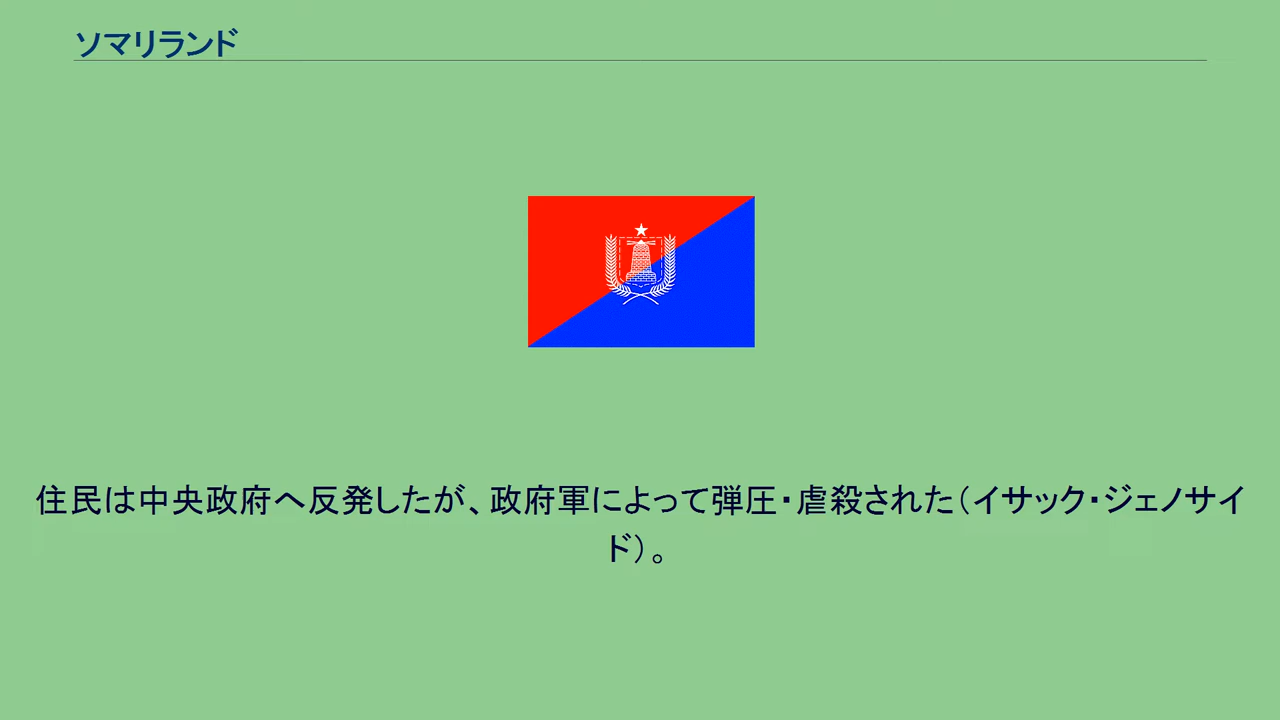 ソマリランド
住民は中央政府へ反発したが、政府軍によって弾圧・虐殺された（イサック・ジェノサイ
ド）。